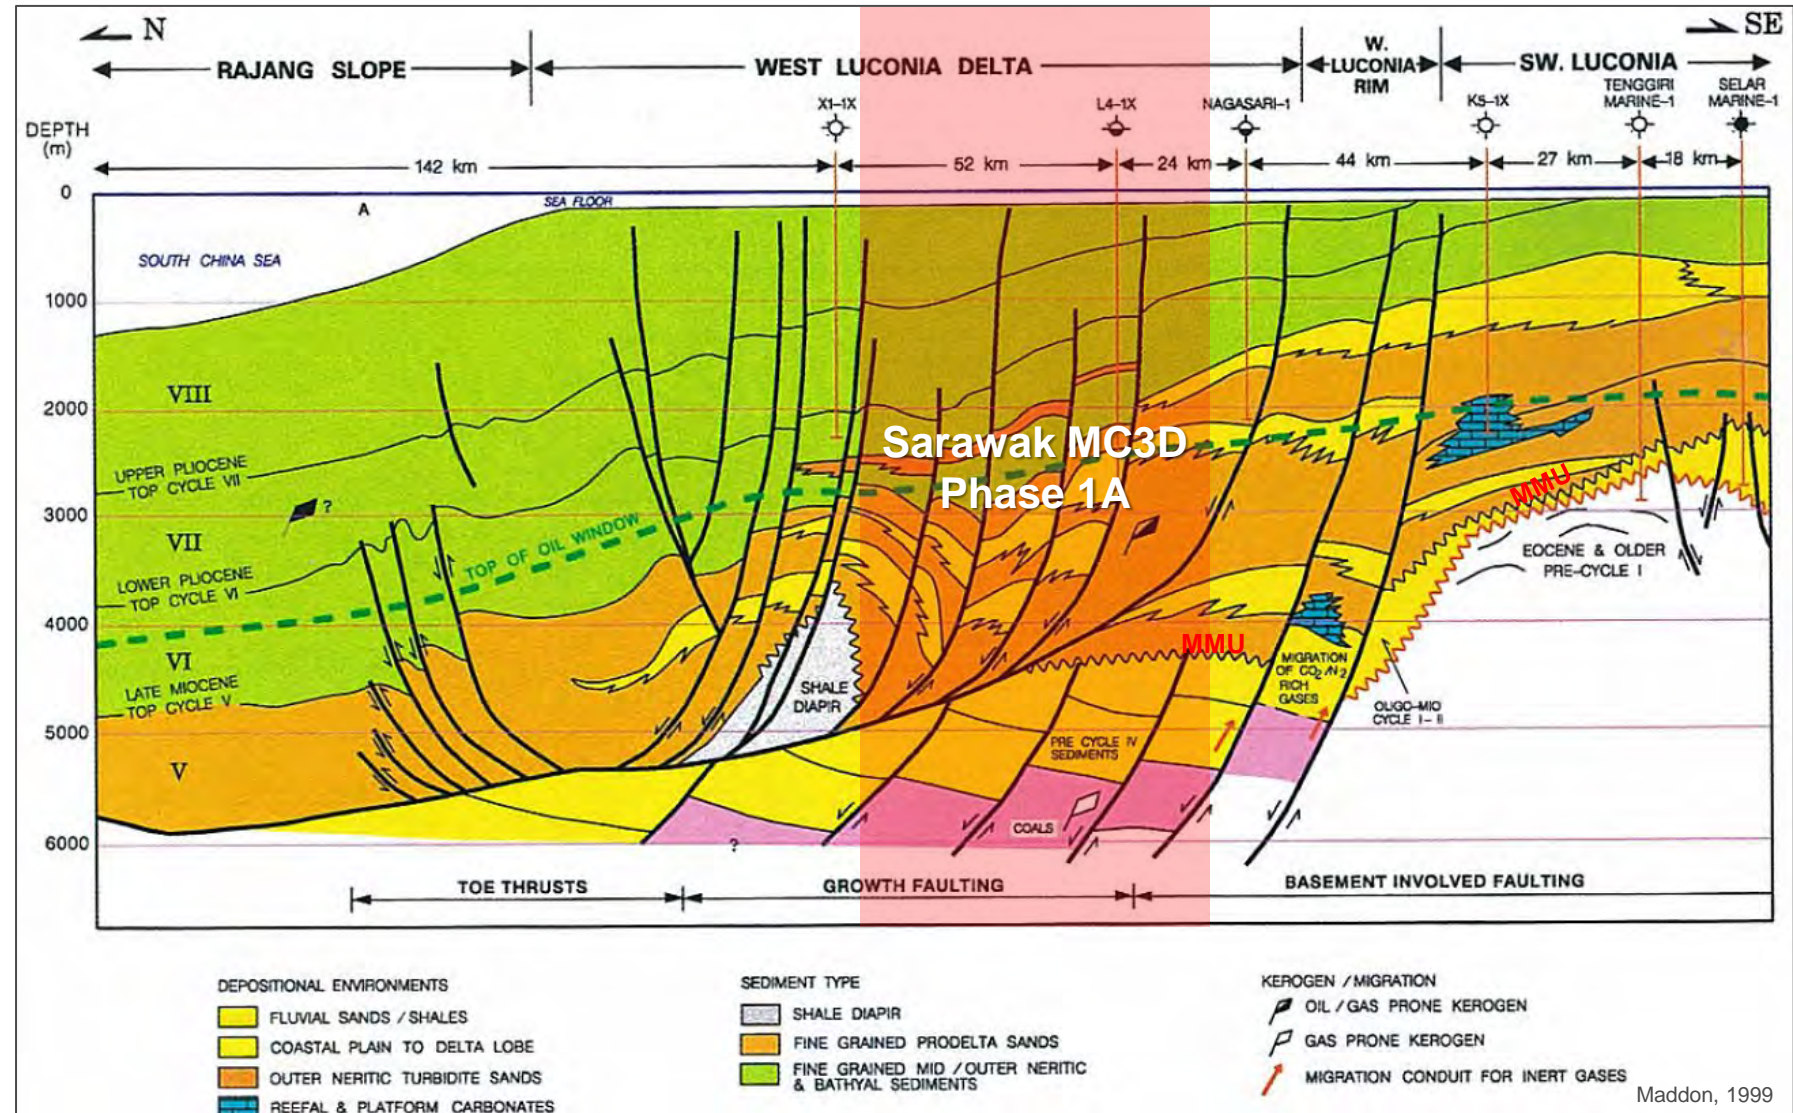 N
SE
RAJANG SLOPE
WEST LUCONIA DELTA
W.
LUCONIA
RIM
SW. LUCONIA
X1-1X
L4-1X
NAGASARI-1
K5-1X
TENGGIRI
MARINE-1
SELAR
MARINE-1
DEPTH
(m)
142 km
52 km
24 km
44 km
27 km
18 km
0
A
SEA FLOOR
SOUTH CHINA SEA
1000
VIII
2000
Sarawak MC3D
Phase 1A
UPPER PLIOCENE
TOP CYCLE VII
?
MMU
3000
VII
TOP OF OIL WINDOW
EOCENE & OLDER
PRE-CYCLE I
LOWER PLIOCENE
TOP CYCLE VI
4000
VI
MMU
MIGRATION
OF CO2/N2
RICH
GASES
LATE MIOCENE
TOP CYCLE V
SHALE
DIAPIR
OLIGO-MIO
CYCLE I-II
5000
V
PRE CYCLE IV
SEDIMENTS
COALS
6000
?
TOE THRUSTS
GROWTH FAULTING
BASEMENT INVOLVED FAULTING
DEPOSITIONAL ENVIRONMENTS
FLUVIAL SANDS / SHALES
COASTAL PLAIN TO DELTA LOBE
OUTER NERITIC TURBIDITE SANDS
REEFAL & PLATFORM CARBONATES
SEDIMENT TYPE
SHALE DIAPIR
FINE GRAINED PRODELTA SANDS
FINE GRAINED MID / OUTER NERITIC
& BATHYAL SEDIMENTS
KEROGEN / MIGRATION
OIL / GAS PRONE KEROGEN
GAS PRONE KEROGEN
MIGRATION CONDUIT FOR INERT GASES
Maddon, 1999